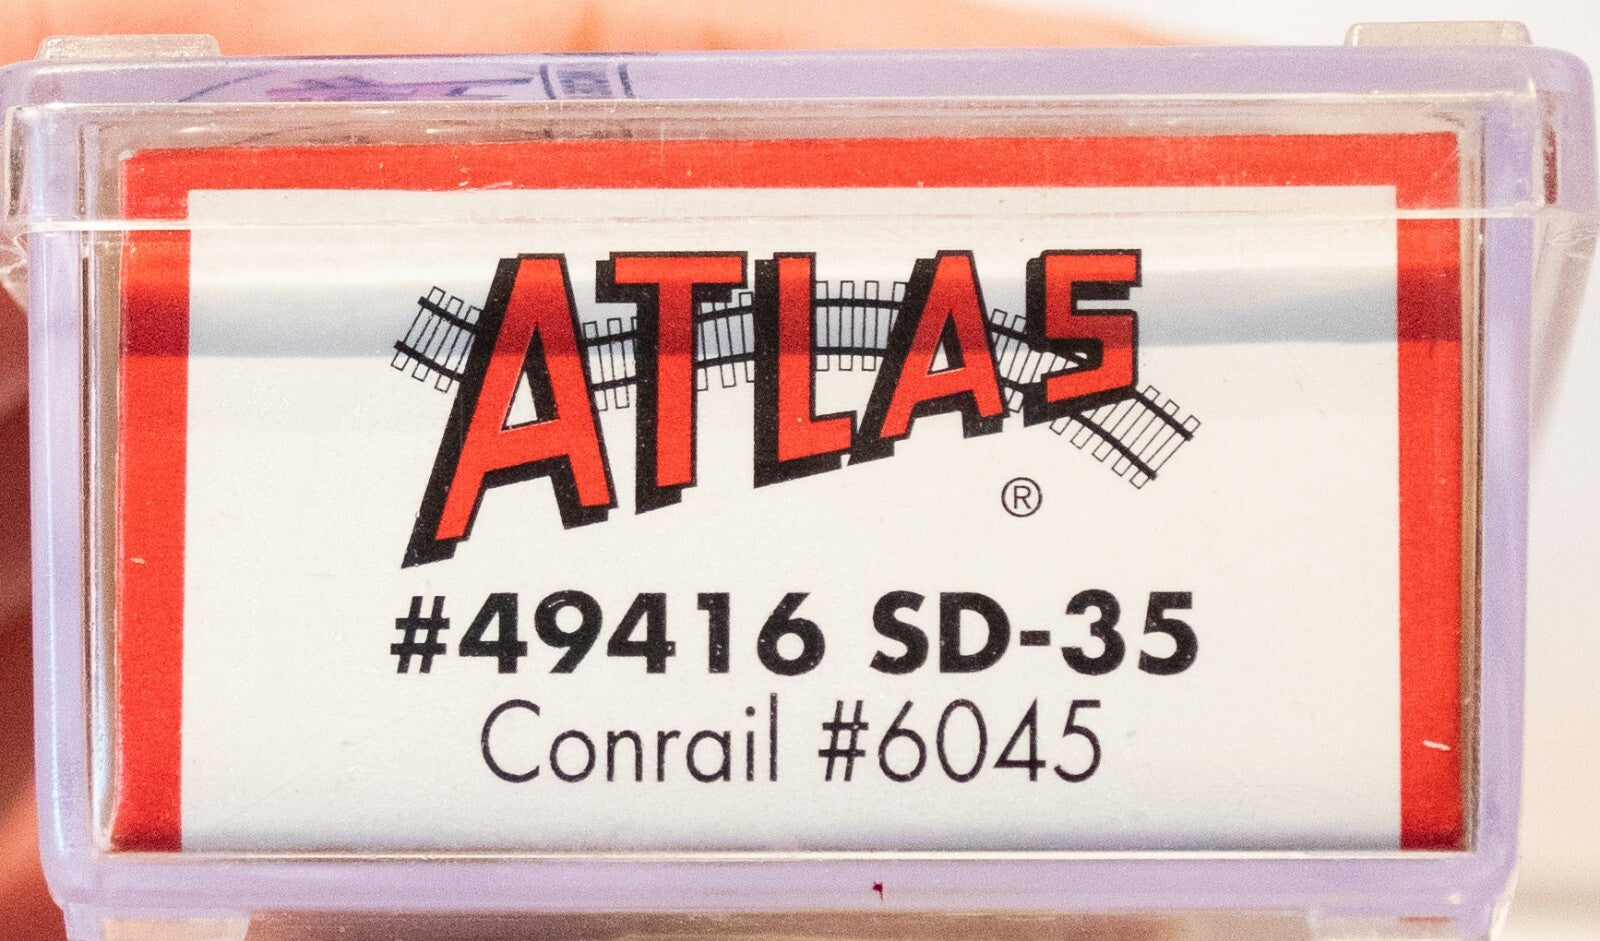 ATLAS
®
#49416 SD-35
Conrail #6045